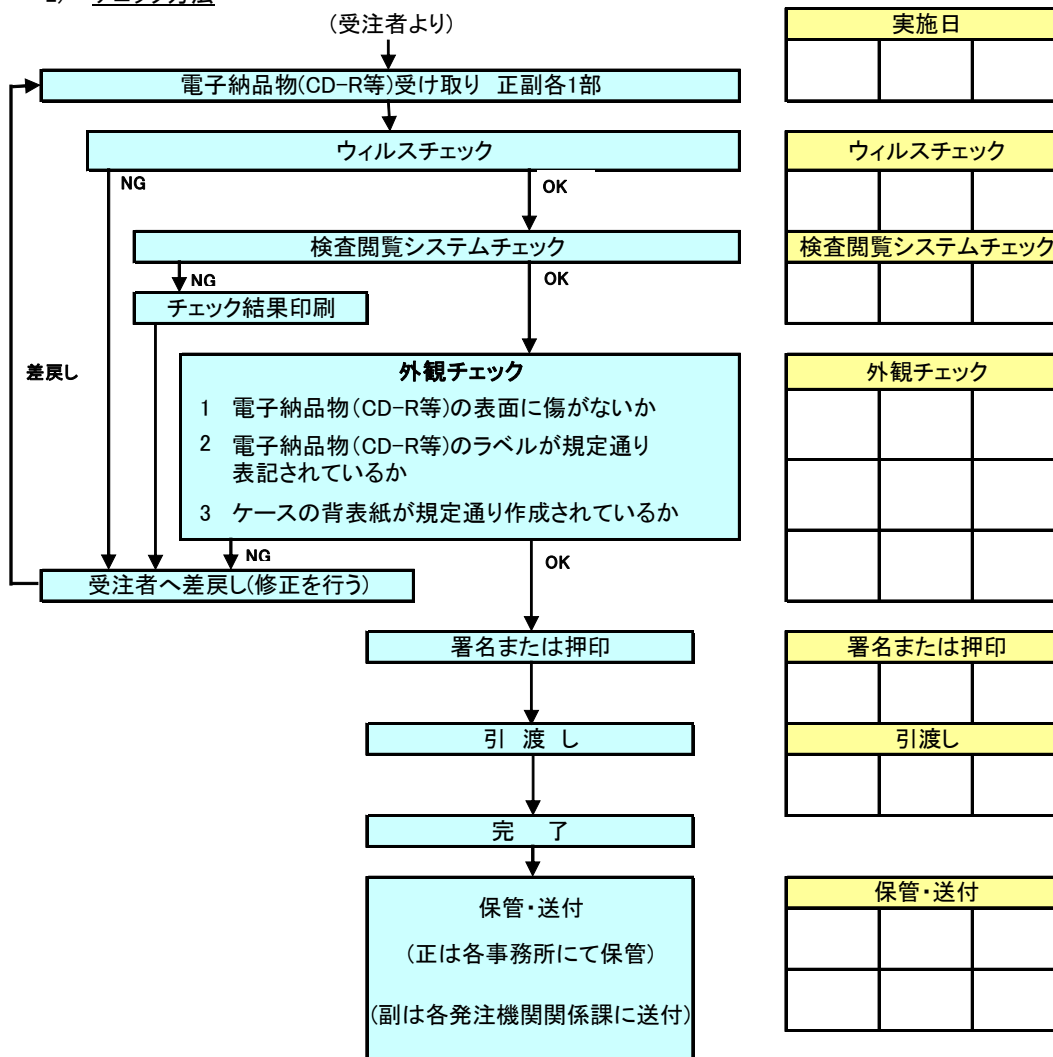 (受注者より)
実施日
電子納品物(CD-R等)受け取り 正副各1部
ウィルスチェック
ウィルスチェック
NG
OK
検査閲覧システムチェック
検査閲覧システムチェック
NG
OK
チェック結果印刷
差戻し
外観チェック
外観チェック
1 電子納品物(CD-R等)の表面に傷がないか
2 電子納品物(CD-R等)のラベルが規定通り
表記されているか
3 ケースの背表紙が規定通り作成されているか
NG
OK
受注者へ差戻し(修正を行う)
署名または押印
署名または押印
引 渡 し
引渡し
完 了
保管・送付
保管・送付
(正は各事務所にて保管)
(副は各発注機関関係課に送付)